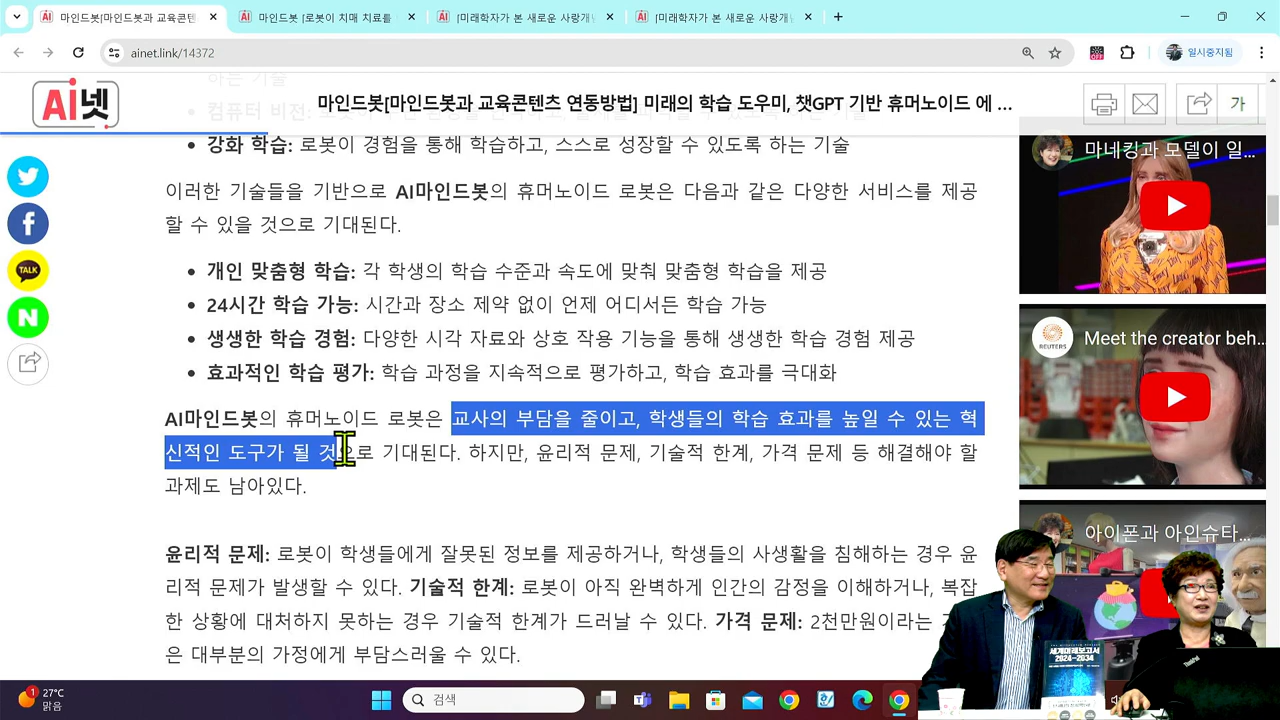 마인드봇[마인드봇과 교육콘텐
마인드봇 [로봇이 치매 치료를
[미래학자가 본 새로운 사랑개
[미래학자가 본 새로운 사랑개
ainet.link/14372
OFF
일시중지됨
하는 기술
Ai넷
마인드봇[마인드봇과 교육콘텐츠 연동방법] 미래의 학습 도우미, 챗GPT 기반 휴머노이드 에 ...
가
컴퓨터 비전:
강화 학습: 로봇이 경험을 통해 학습하고, 스스로 성장할 수 있도록 하는 기술
이러한 기술들을 기반으로 AI마인드봇의 휴머노이드 로봇은 다음과 같은 다양한 서비스를 제공
할 수 있을 것으로 기대된다.
개인 맞춤형 학습: 각 학생의 학습 수준과 속도에 맞춰 맞춤형 학습을 제공
24시간 학습 가능: 시간과 장소 제약 없이 언제 어디서든 학습 가능
생생한 학습 경험: 다양한 시각 자료와 상호 작용 기능을 통해 생생한 학습 경험 제공
효과적인 학습 평가: 학습 과정을 지속적으로 평가하고, 학습 효과를 극대화
AI마인드봇의 휴머노이드 로봇은 교사의 부담을 줄이고, 학생들의 학습 효과를 높일 수 있는 혁
신적인 도구가 될 것으로 기대된다. 하지만, 윤리적 문제, 기술적 한계, 가격 문제 등 해결해야 할
과제도 남아있다.
윤리적 문제: 로봇이 학생들에게 잘못된 정보를 제공하거나, 학생들의 사생활을 침해하는 경우 윤
리적 문제가 발생할 수 있다. 기술적 한계: 로봇이 아직 완벽하게 인간의 감정을 이해하거나, 복잡
한 상황에 대처하지 못하는 경우 기술적 한계가 드러날 수 있다. 가격 문제: 2천만원이라는
은 대부분의 가정에게 부담스러울 수 있다.
TALK
N
마네킹과 모델이 일...
REUTERS
Meet the creator beh...
아이폰과 아인슈타...
세계미래보고서
2024-2034
ThinkPad
1
27°C
맑음
검색